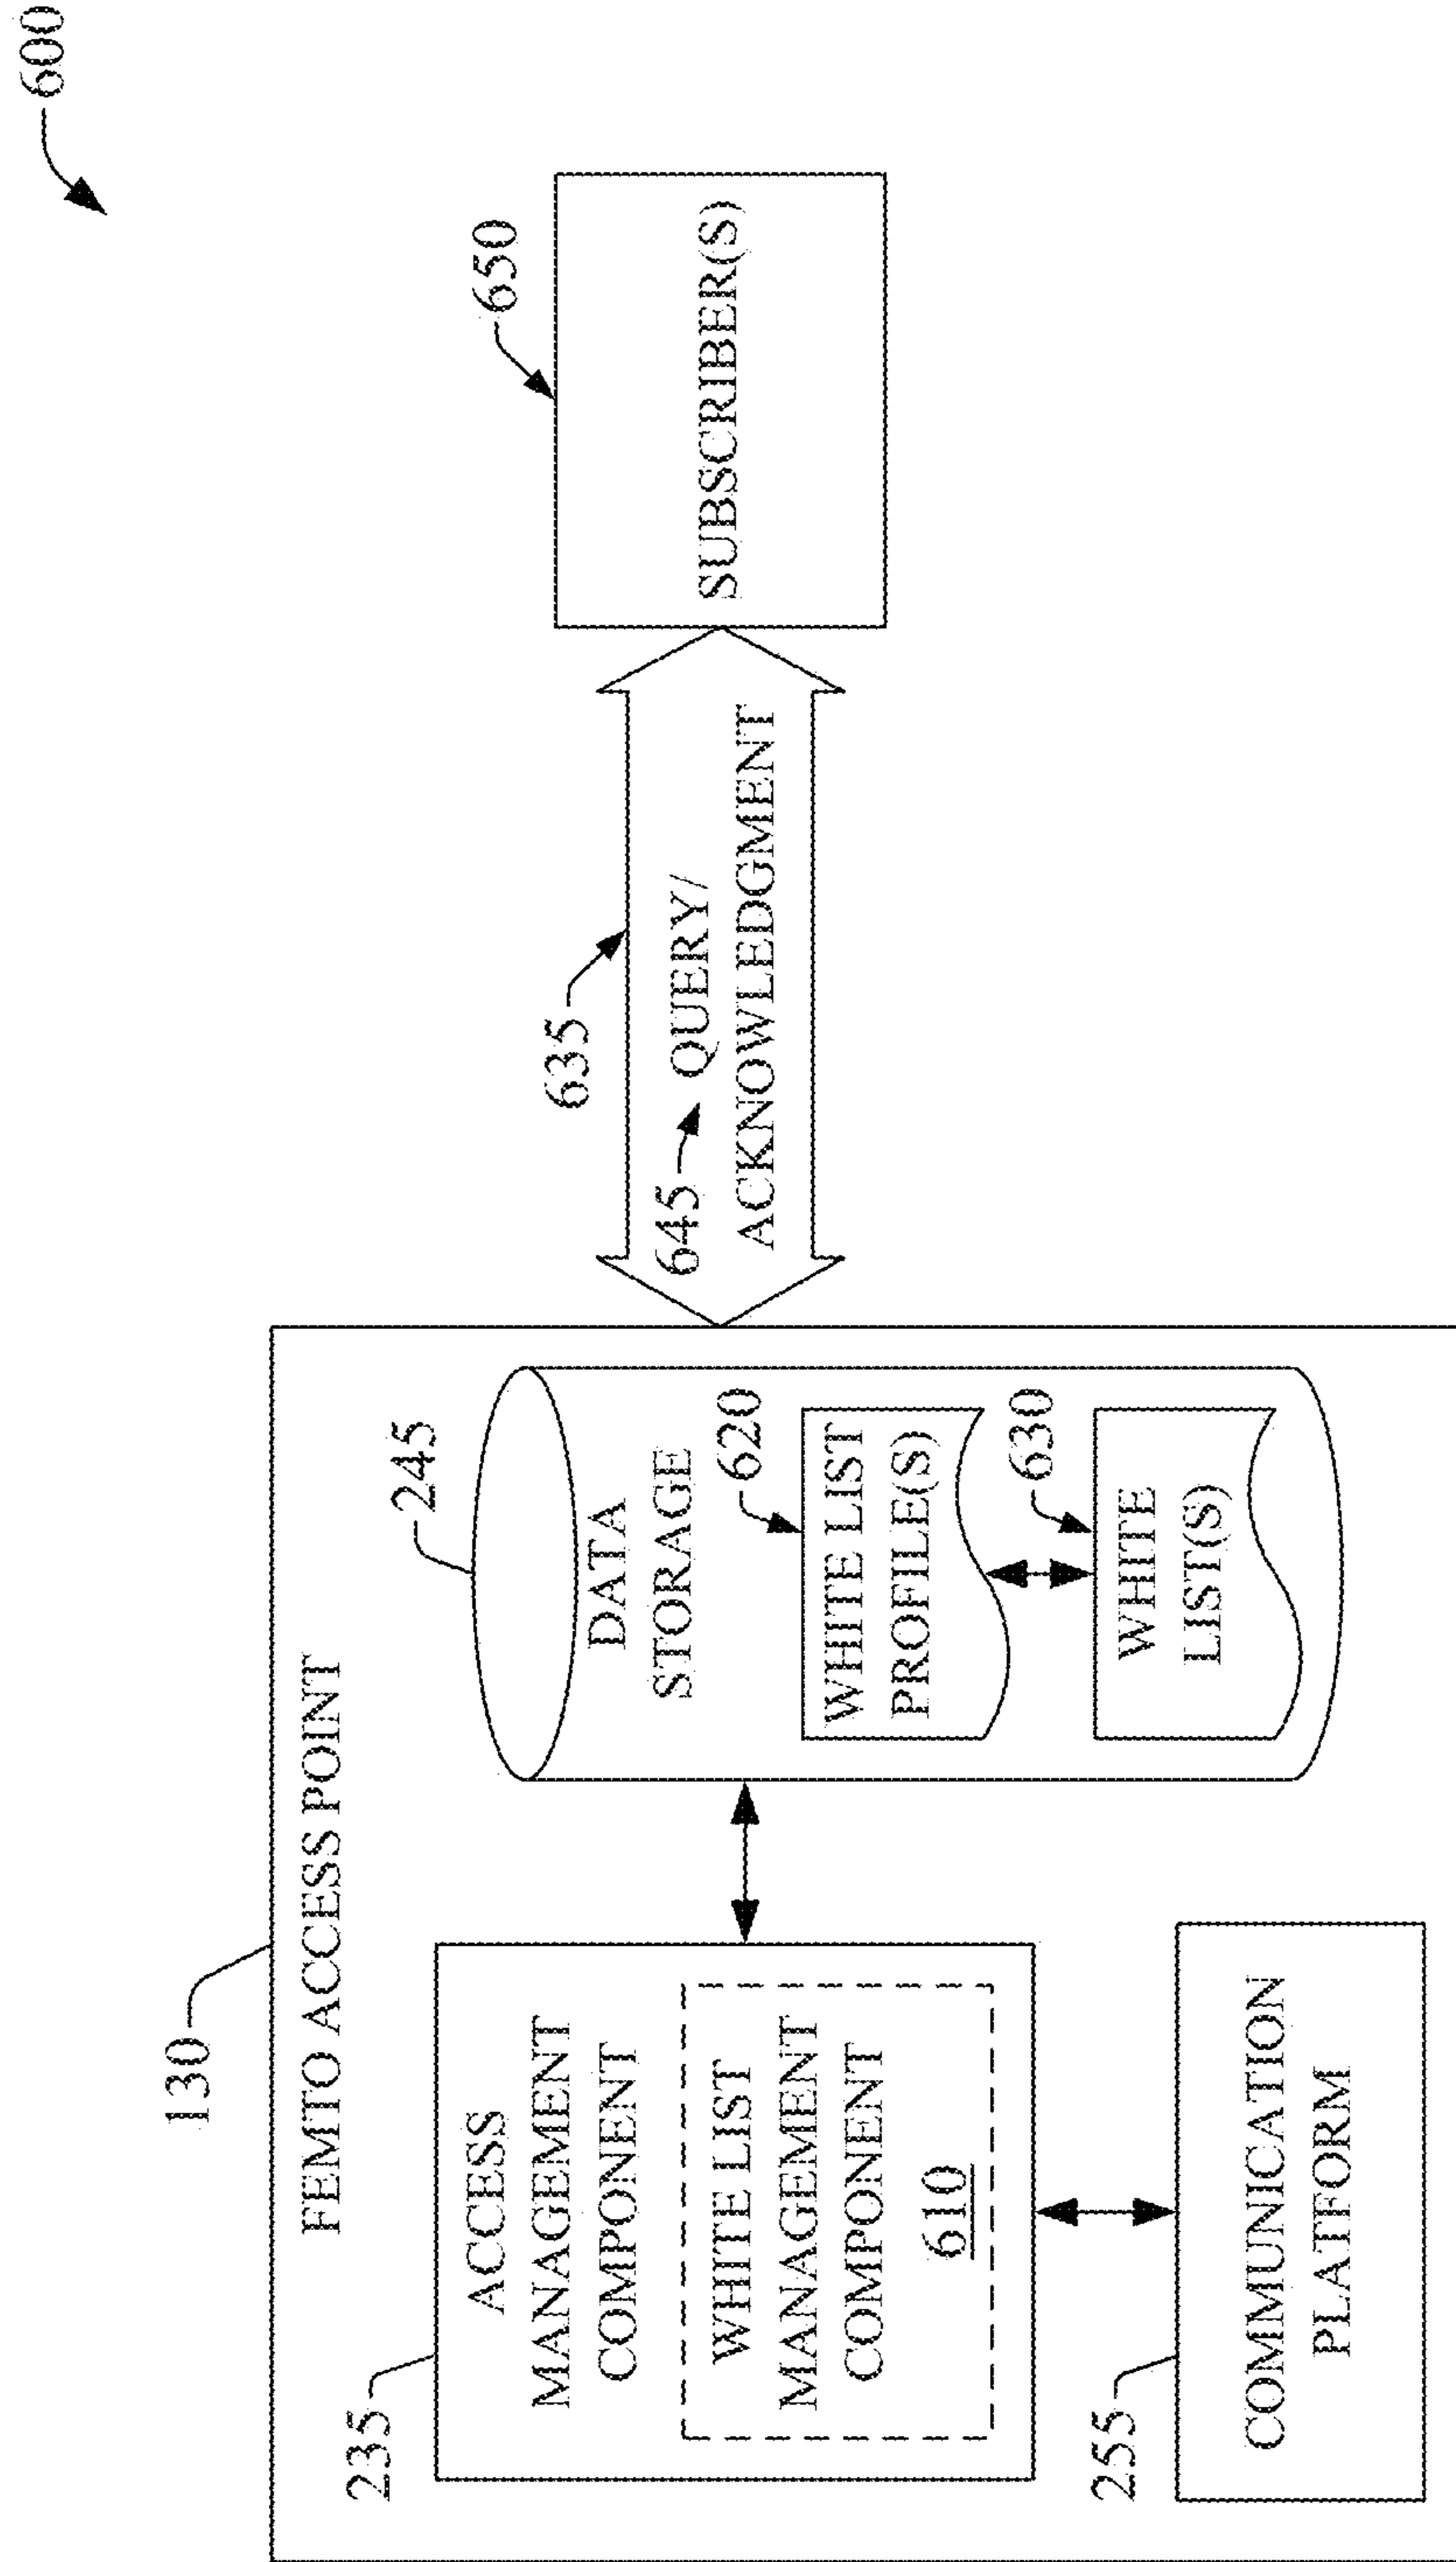 600
130
FEMTO ACCESS POINT
235
ACCESS
MANAGEMENT
COMPONENT
WHITE LIST
MANAGEMENT
COMPONENT
610
255
COMMUNICATION
PLATFORM
245
DATA
STORAGE
620
WHITE LIST
PROFILE(S)
630
WHITE
LIST(S)
635
645
QUERY/
ACKNOWLEDGMENT
650
SUBSCRIBER(S)